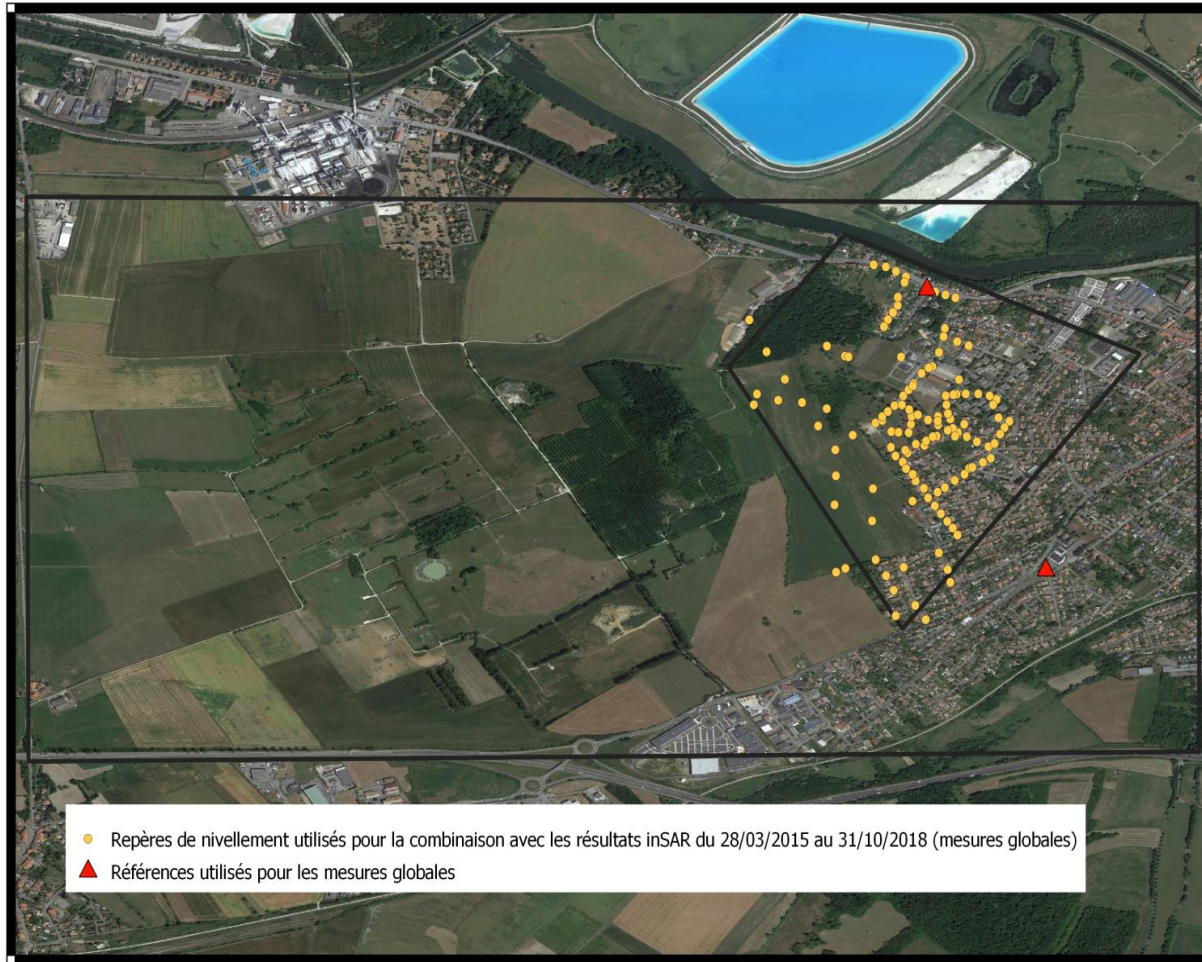 Repères de nivellement utilisés pour la combinaison avec les résultats inSAR du 28/03/2015 au 31/10/2018 (mesures globales)
Références utilisés pour les mesures globales